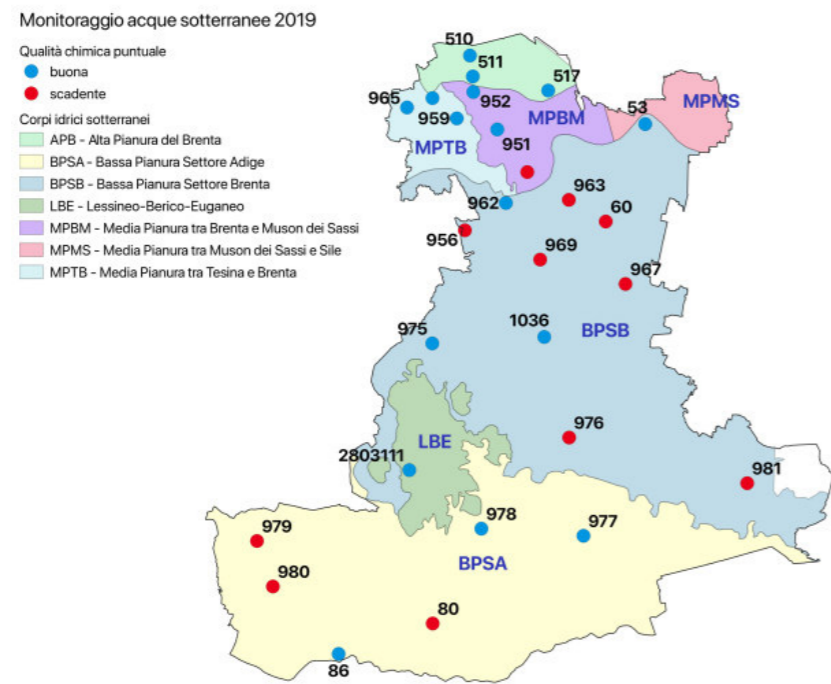 Monitoraggio acque sotterranee 2019
Qualità chimica puntuale
buona
scadente
Corpi idrici sotterranei
APB - Alta Pianura del Brenta
BPSA - Bassa Pianura Settore Adige
BPSB - Bassa Pianura Settore Brenta
LBE - Lessineo-Berico-Euganeo
MPBM - Media Pianura tra Brenta e Muson dei Sassi
MPMS - Media Pianura tra Muson dei Sassi e Sile
MPTB - Media Pianura tra Tesina e Brenta
510
511
517
965
952
53
MPMS
959
MPBM
951
MPTB
963
962
60
956
969
967
975
1036
BPSB
976
LBE
2803111
981
978
977
979
BPSA
980
80
86